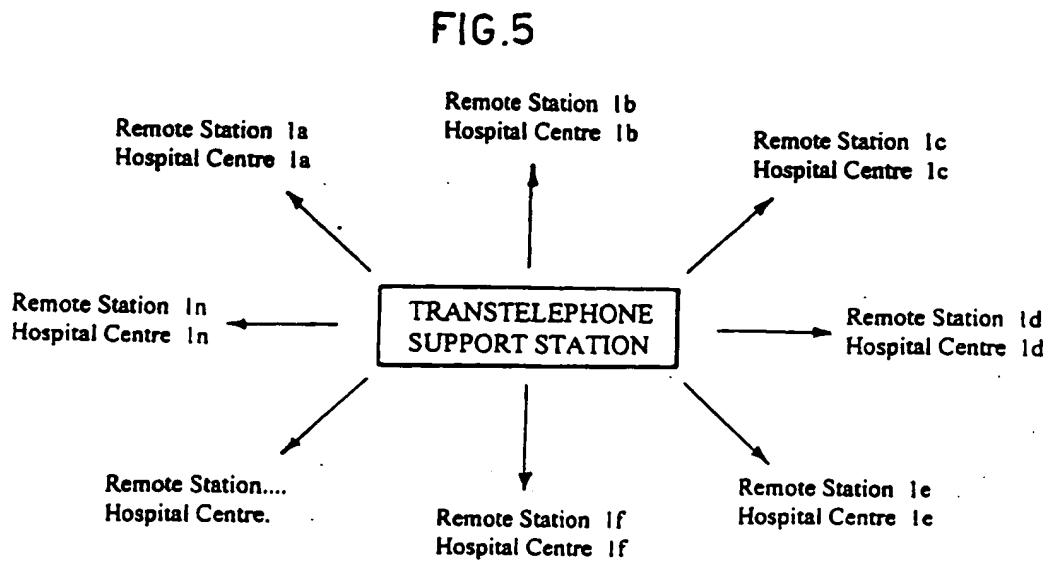 FIG.5
Remote Station 1b
Hospital Centre 1b
Remote Station 1a
Hospital Centre 1a
Remote Station 1c
Hospital Centre 1c
Remote Station 1n
Hospital Centre 1n
TRANSTELEPHONE
SUPPORT STATION
Remote Station 1d
Hospital Centre 1d
Remote Station....
Hospital Centre.
Remote Station 1f
Hospital Centre 1f
Remote Station 1e
Hospital Centre 1e